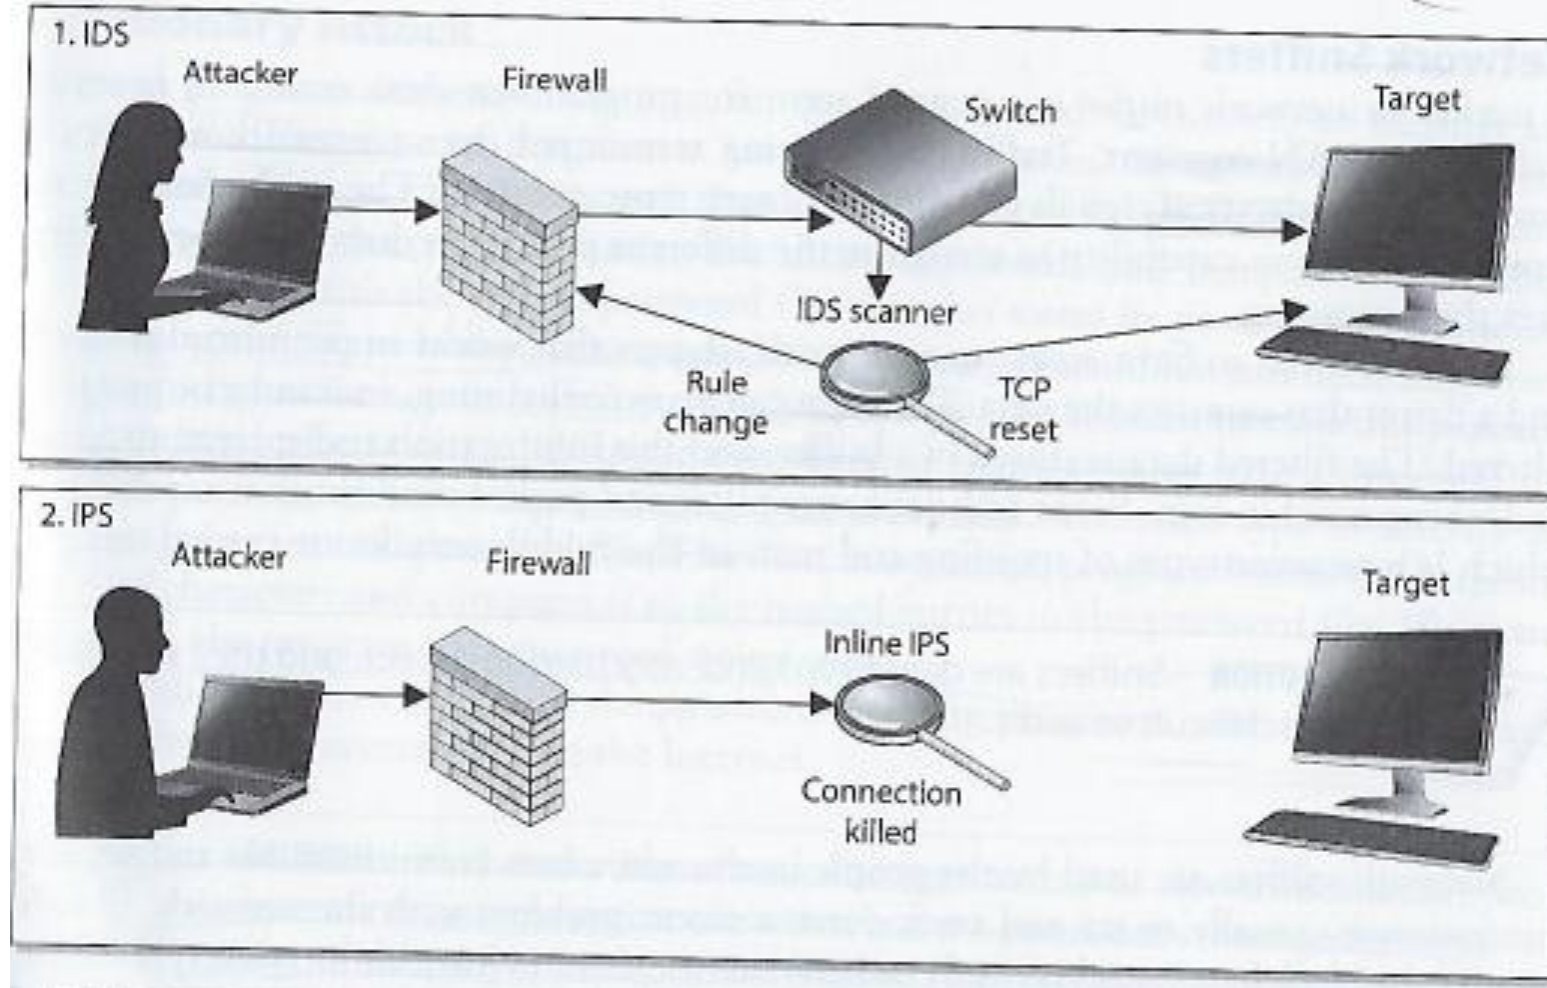 1. IDS
Attacker
Firewall
Switch
Target
IDS scanner
Rule
change
TCP
reset
2. IPS
Attacker
Firewall
Inline IPS
Target
Connection
killed